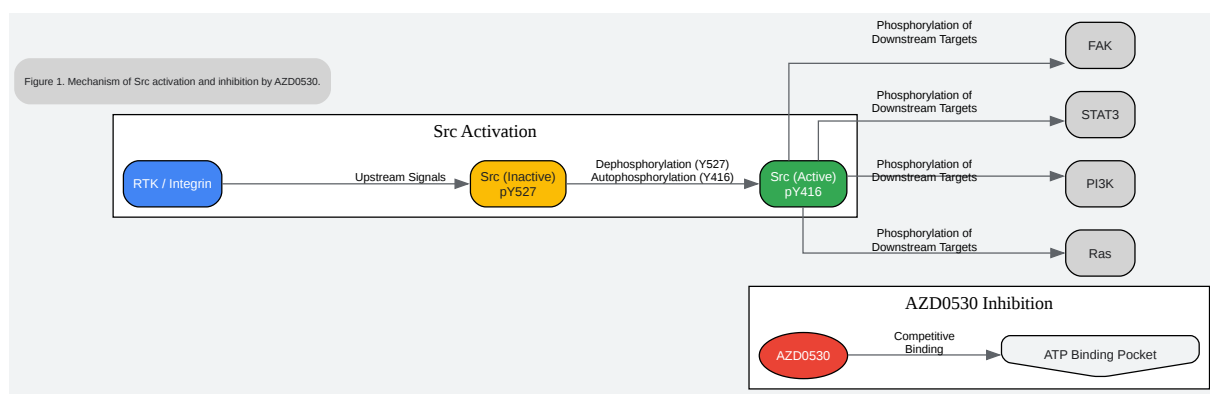 Phosphorylation of
Downstream Targets
FAK
Figure 1. Mechanism of Src activation and inhibition by AZD0530.
Phosphorylation of
Downstream Targets
STAT3
Src Activation
RTK / Integrin
Upstream Signals
Src (Inactive)
pY527
Dephosphorylation (Y527)
Autophosphorylation (Y416)
Src (Active)
pY416
Phosphorylation of
Downstream Targets
PI3K
Phosphorylation of
Downstream Targets
Ras
AZD0530 Inhibition
AZD0530
Competitive
Binding
ATP Binding Pocket